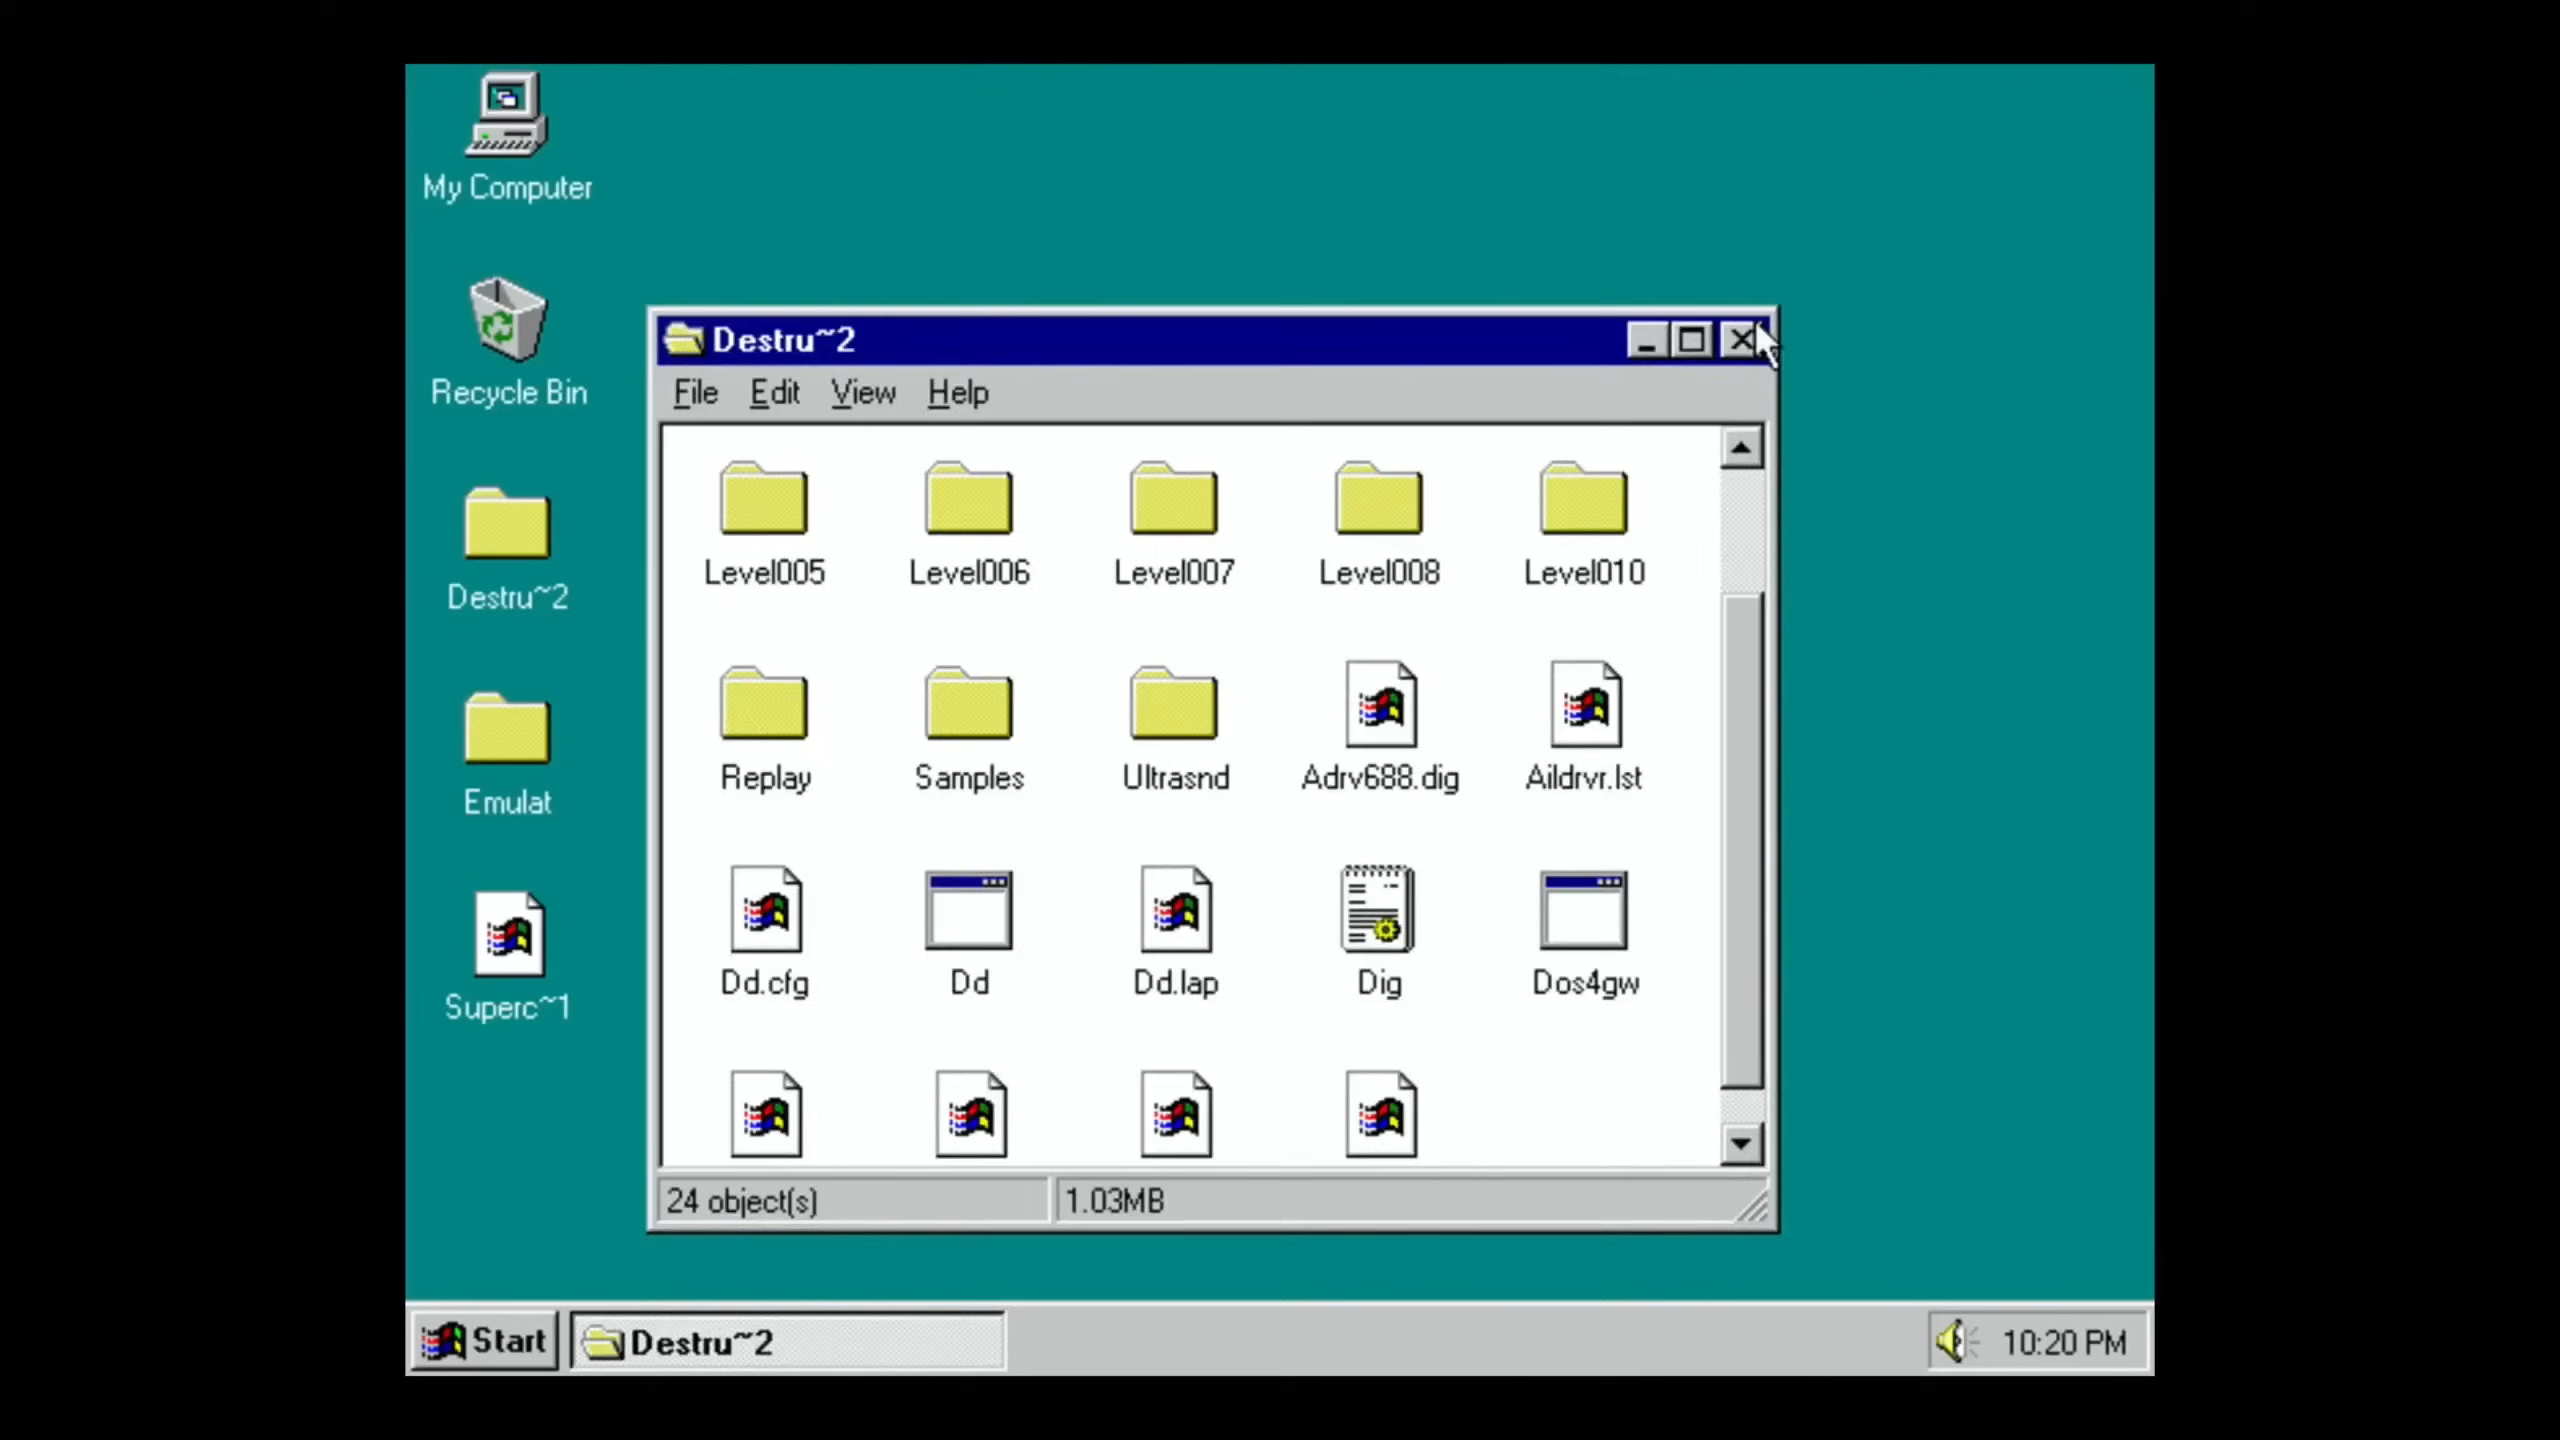 My Computer
Recycle Bin
Destru~2
Emulat
Superc~1
Destru~2
File Edit View Help
Level005 Level006 Level007 Level008 Level010
Replay Samples Ultrasnd Adrv688.dig Aildrvr.lst
Dd.cfg Dd Dd.lap Dig Dos4gw
24 object(s) 1.03MB
Start Destru~2 10:20 PM